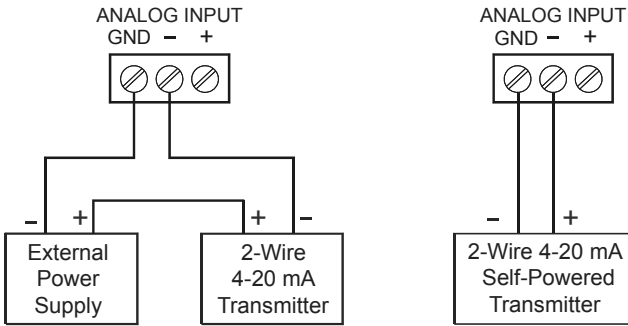 ANALOG INPUT
GND – +
– +
+ –
External
Power
Supply
2-Wire
4-20 mA
Transmitter
ANALOG INPUT
GND – +
– +
2-Wire 4-20 mA
Self-Powered
Transmitter